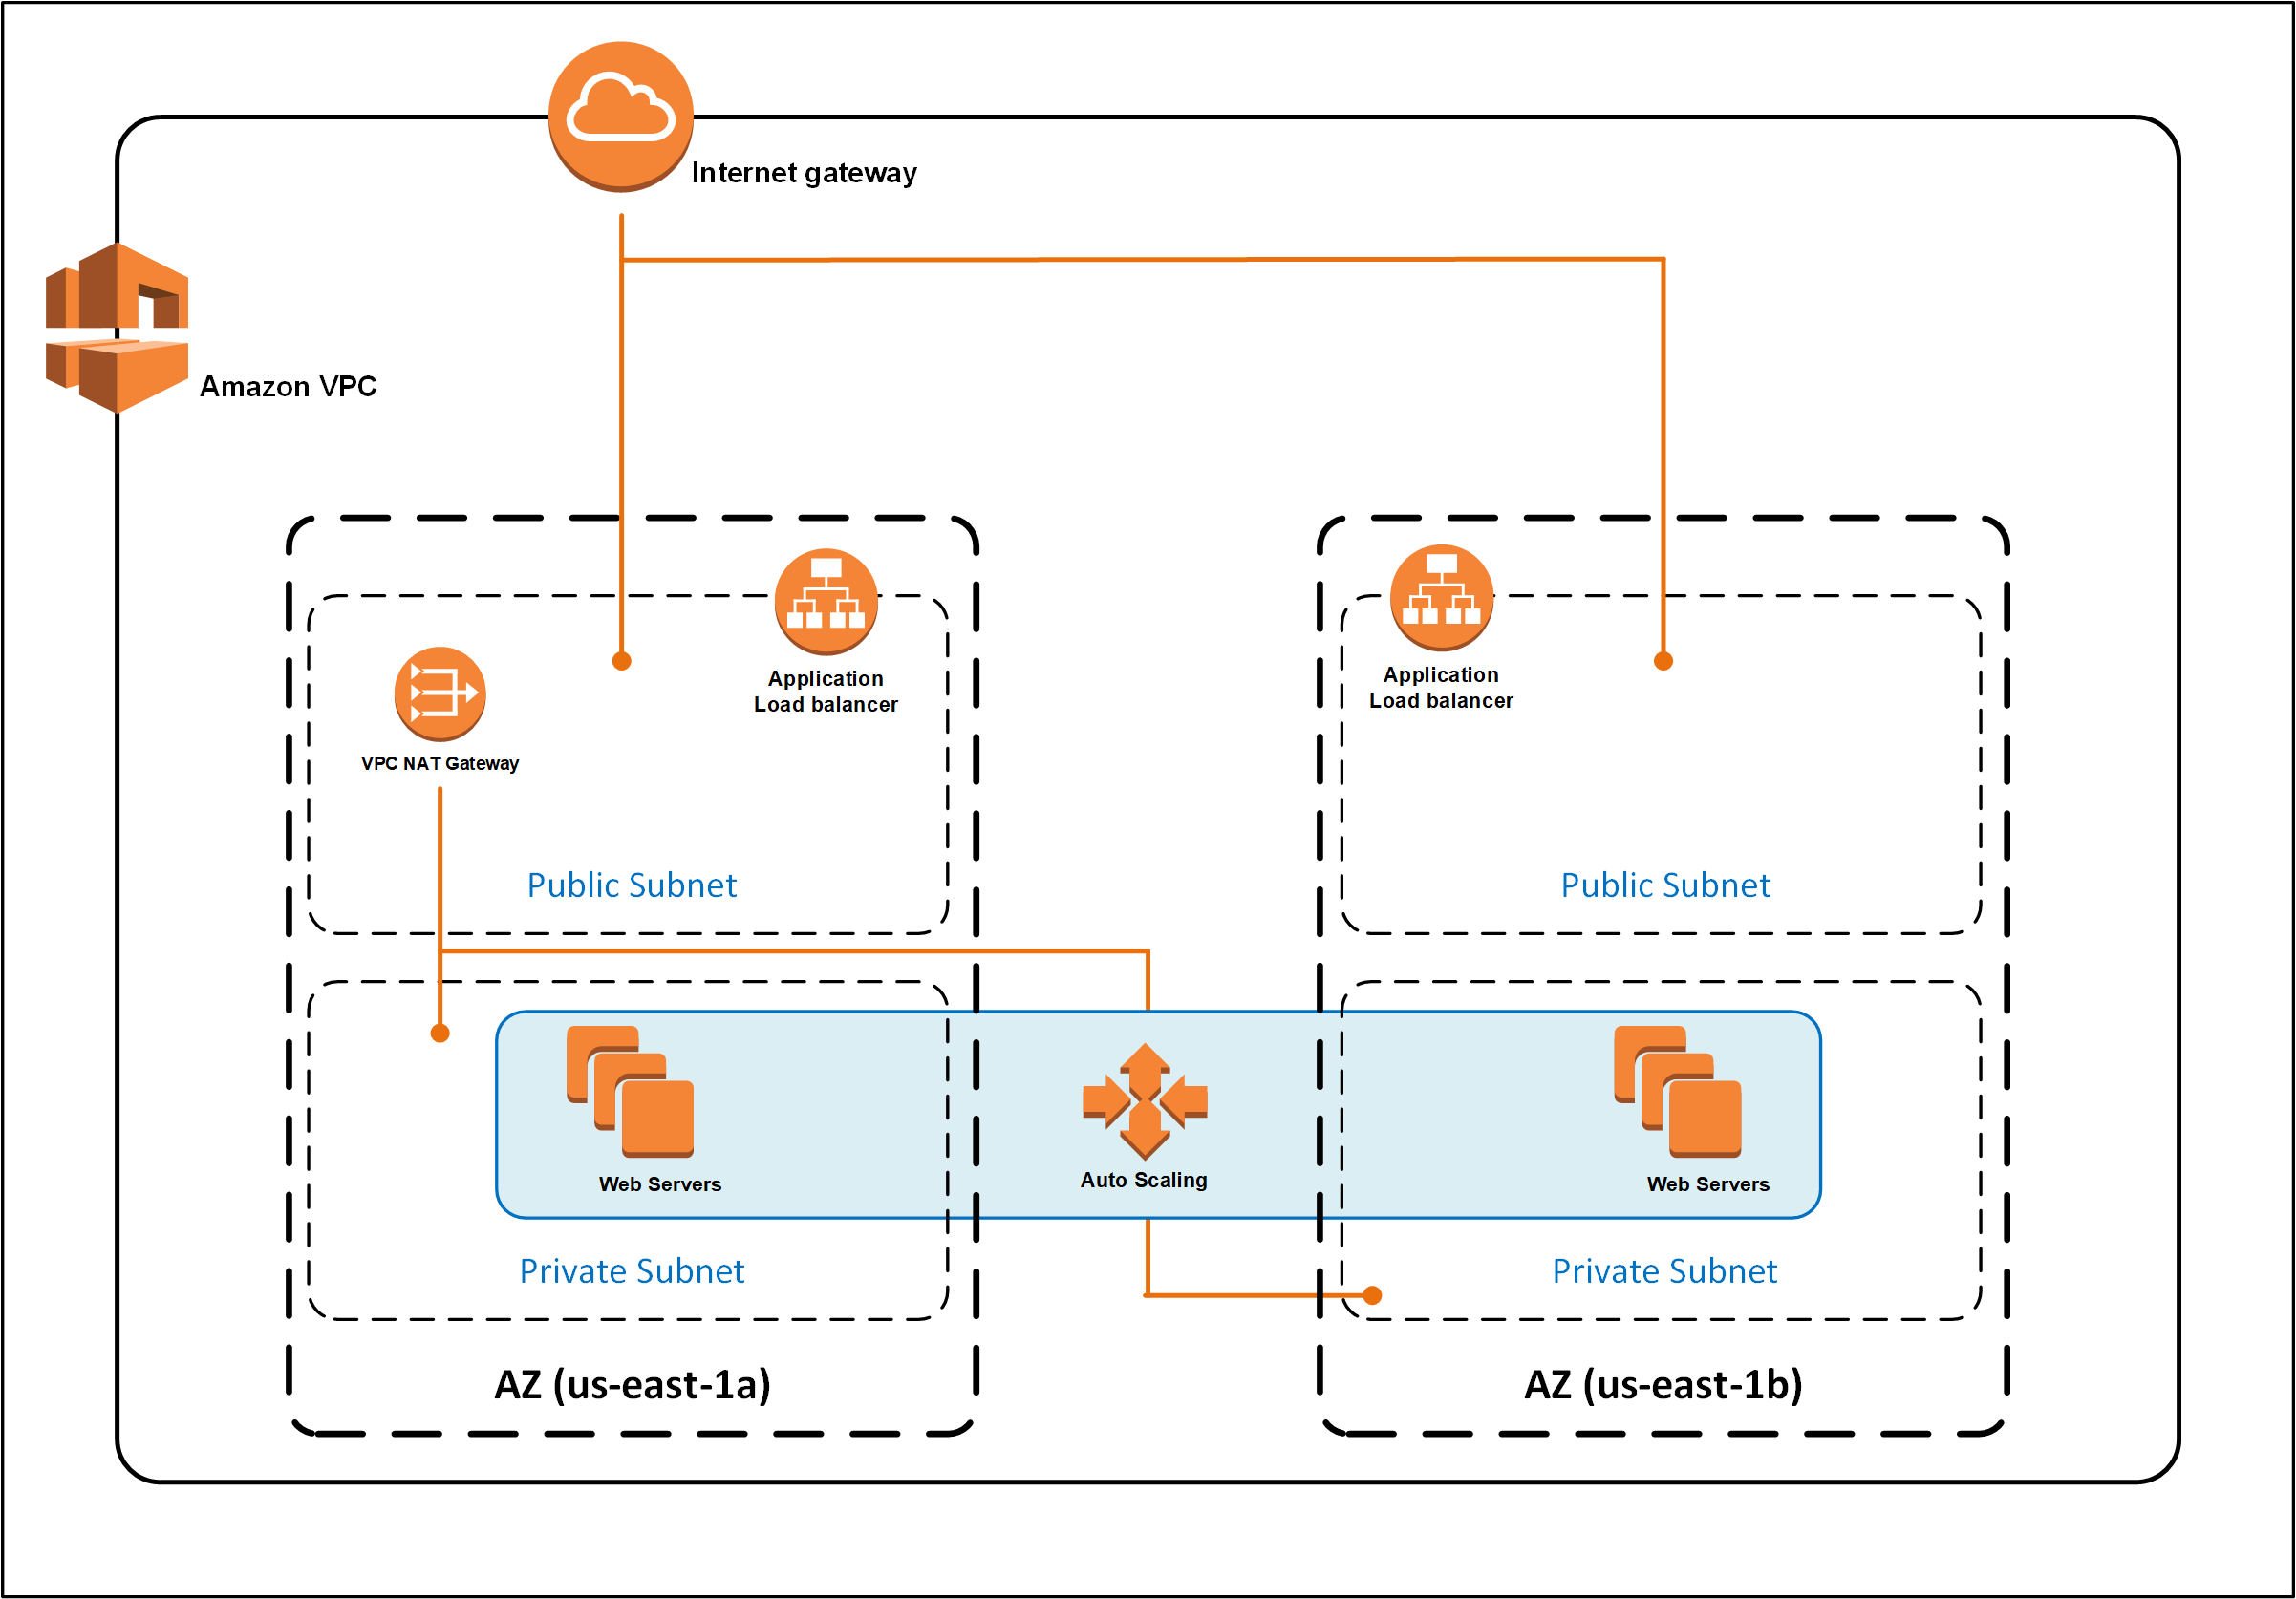 Internet gateway
Amazon VPC
Application
Load balancer
Application
Load balancer
VPC NAT Gateway
Public Subnet
Public Subnet
Web Servers
Auto Scaling
Web Servers
Private Subnet
Private Subnet
AZ (us-east-1a)
AZ (us-east-1b)